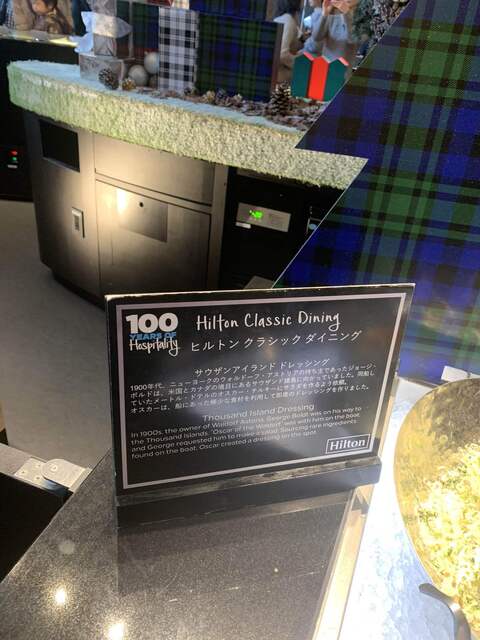 100
YEARS OF
Hospitality
Hilton Classic Dining
ヒルトン クラシック ダイニング
サウザンアイランド ドレッシング
1900年代、ニューヨークのウォルドーフ・アストリアの持ち主であったジョージ・
ボルトは、米国とカナダの境目にあるサウザンド諸島に向かっていました。同船し
ていたメートル・ドテルのオスカー・チルキーにサラダを作るよう依頼。
オスカーは、船にあった僅かな食材を利用して即席のドレッシングを作りました。
Thousand Island Dressing
In 1900s, the owner of Waldorf Astoria, George Boldt was on his way to
the Thousand Islands. "Oscar of the Waldorf" was with him on the boat,
and George requested him to make a salad. Sourcing rare ingredients
found on the boat, Oscar created a dressing on the spot.
Hilton